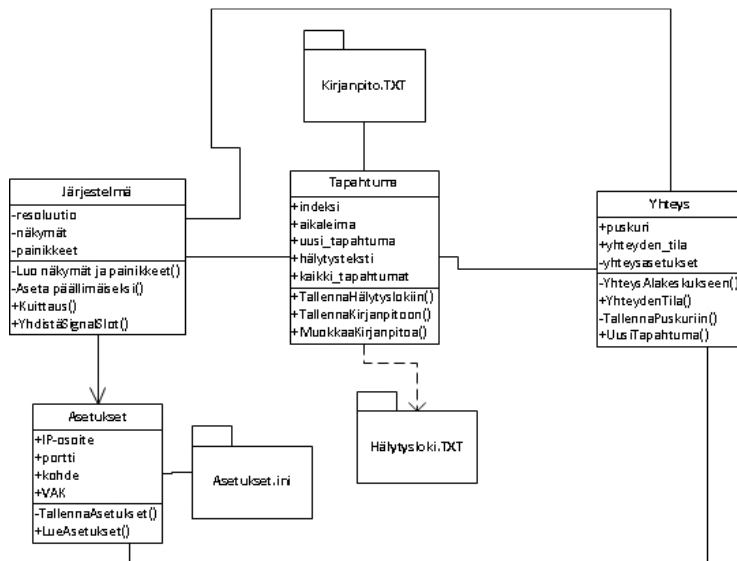 Kirjanpito.TXT
Järjestelmä
-resoluutio
-näkymät
-painikkeet
-Luo näkymät ja painikkeet()
-Aseta päällimäiseksi()
+Kuittaus()
+YhdistäSignalSlot()
Tapahtuma
+indeksi
+aikaleima
+uusi_tapahtuma
+hälytysteksti
+kaikki_tapahtumat
+TallennaHälytyslokiin()
+TallennaKirjanpitoon()
+MuokkaaKirjanpitoa()
Yhteys
+puskuri
+yhteyden_tila
-yhteysasetukset
-YhteysAlakeskukseen()
+YhteydenTila()
-TallennaPuskuriin()
+UusiTapahtuma()
Asetukset
+IP-osoite
+portti
+kohde
+VAK
-TallennaAsetukset()
+LueAsetukset()
Asetukset.ini
Hälytysloki.TXT